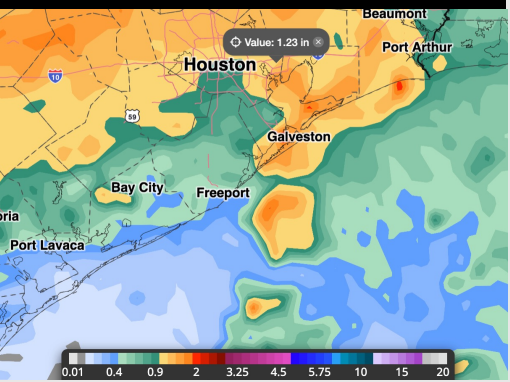 Beaumont
Value: 1.23 in
Port Arthur
Houston
10
59
Galveston
Bay City
Freeport
ria
Port Lavaca
0.01 0.4 0.9 2 3.25 4.5 5.75 10 15 20